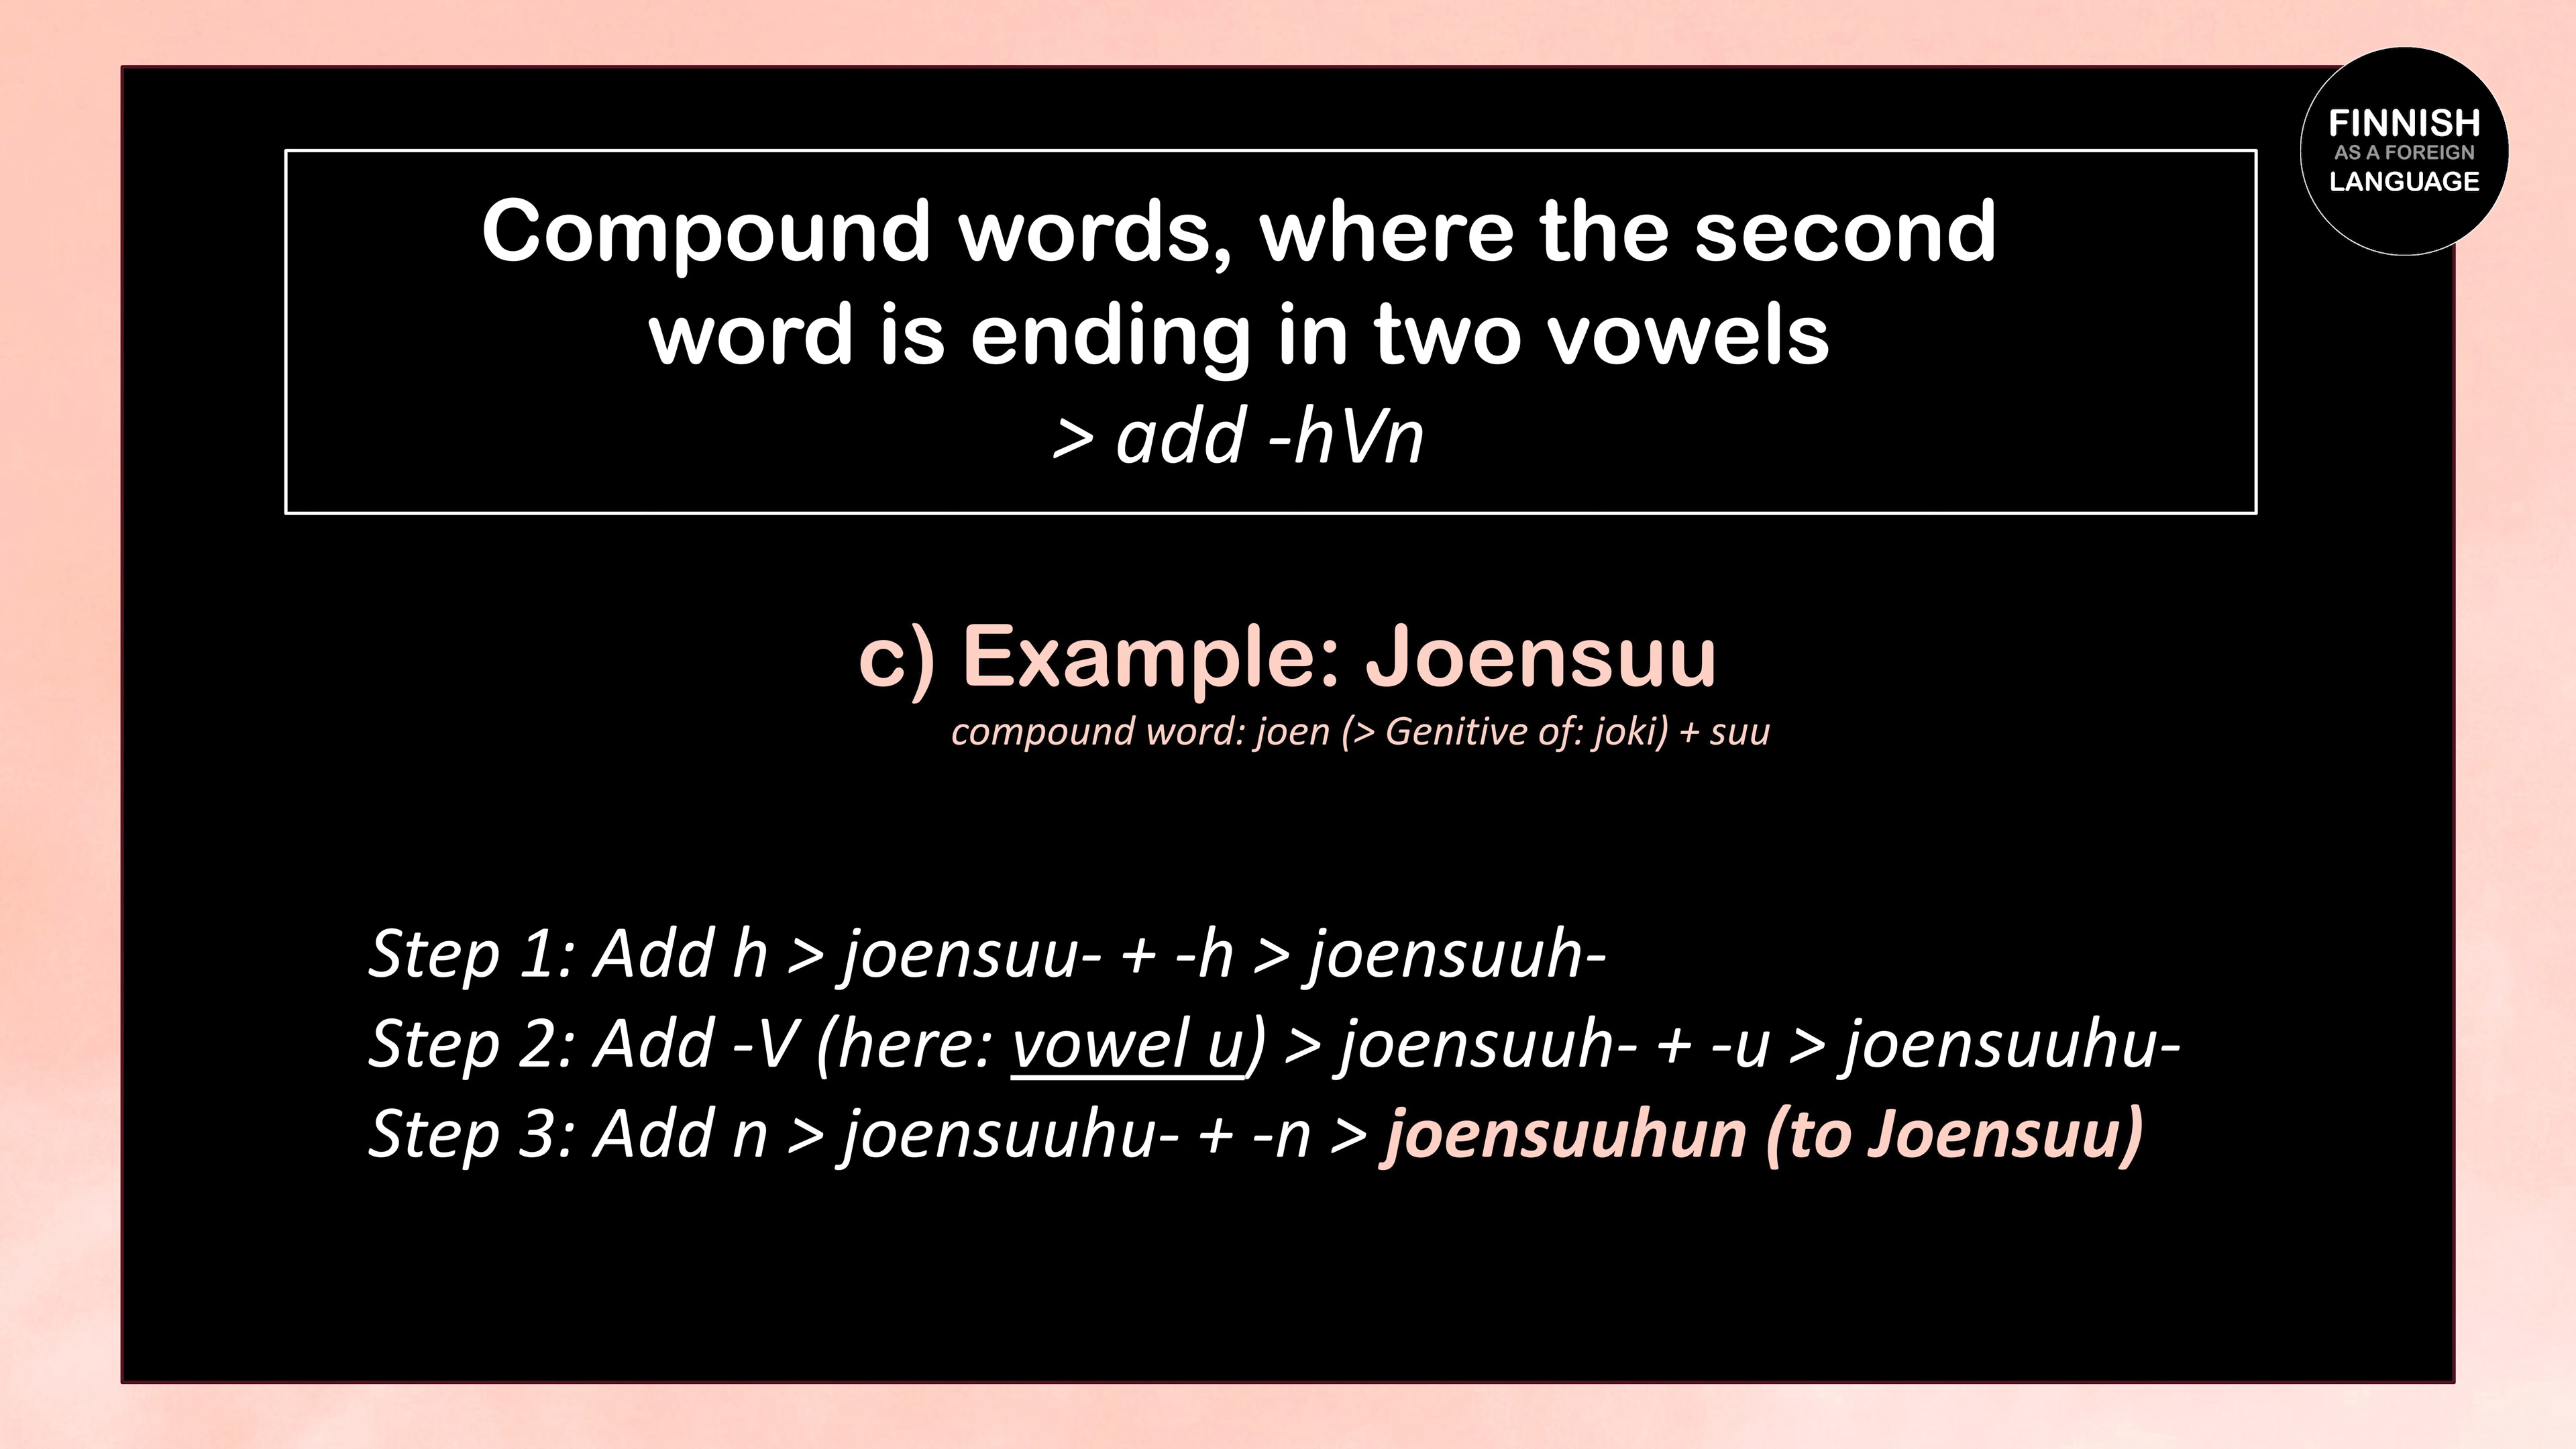 FINNISH
AS A FOREIGN
LANGUAGE
Compound words, where the second
word is ending in two vowels
> add -hVn
c) Example: Joensuu
compound word: joen (> Genitive of: joki) + suu
Step 1: Add h > joensuu- + -h > joensuuh-
Step 2: Add -V (here: vowel u) > joensuuh- + -u > joensuuhu-
Step 3: Add n > joensuuhu- + -n > joensuuhun (to Joensuu)